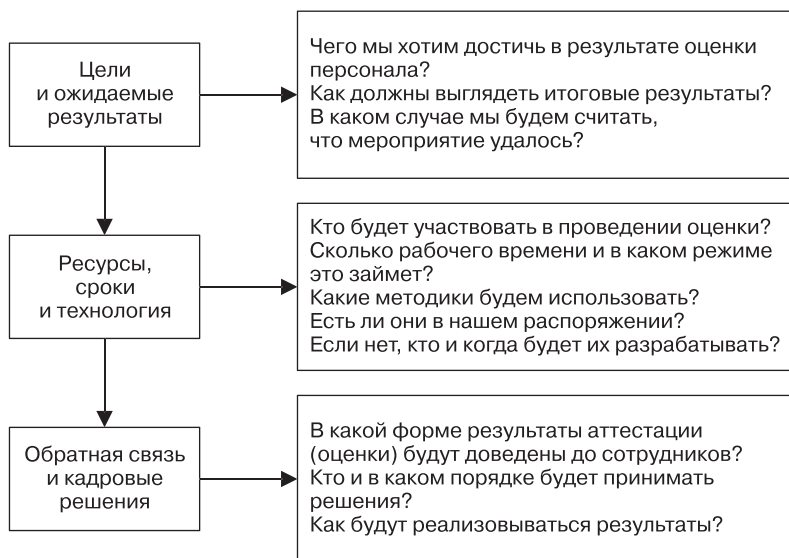 Цели
и ожидаемые
результаты
Чего мы хотим достичь в результате оценки
персонала?
Как должны выглядеть итоговые результаты?
В каком случае мы будем считать,
что мероприятие удалось?
Ресурсы,
сроки
и технология
Кто будет участвовать в проведении оценки?
Сколько рабочего времени и в каком режиме
это займет?
Какие методики будем использовать?
Есть ли они в нашем распоряжении?
Если нет, кто и когда будет их разрабатывать?
Обратная связь
и кадровые
решения
В какой форме результаты аттестации
(оценки) будут доведены до сотрудников?
Кто и в каком порядке будет принимать
решения?
Как будут реализовываться результаты?